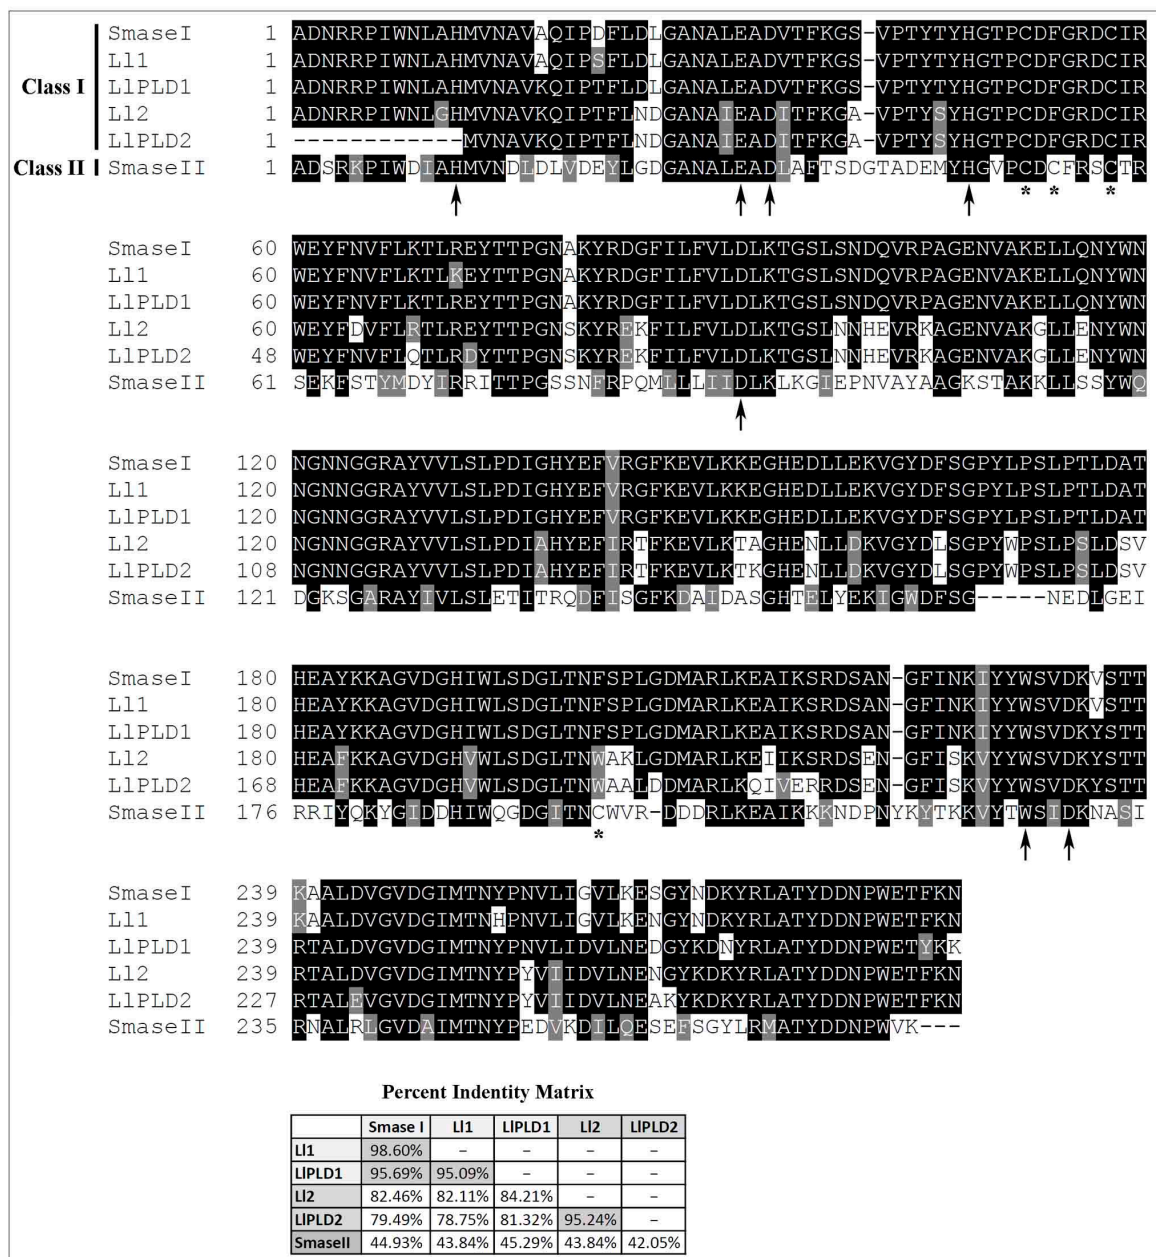 Class I
Class II
SmaseI 1 ADNRRPIWNLAHMVNAVAQIPDFLDLGANALEADVTFKGS-VPTYTYHGTPCDFGRDCIR
Ll1 1 ADNRRPIWNLAHMVNAVAQIPSFLDLGANALEADVTFKGS-VPTYTYHGTPCDFGRDCIR
LlPLD1 1 ADNRRPIWNLAHMVNAVKQIPTFLDLGANALEADVTFKGS-VPTYTYHGTPCDFGRDCIR
Ll2 1 ADNRRPIWNLGHMVNAVKQIPTFLNDGANAIEADITFKGA-VPTYSYHGTPCDFGRDCIR
LlPLD2 1 ------------MVNAVKQIPTFLNDGANAIEADITFKGA-VPTYSYHGTPCDFGRDCIR
SmaseII 1 ADSRKPIWDIAHMVNDLDLVDEYLGDGANALEADLAFTSDGTADEMYHGVPCDCFRSCTR
* * *
SmaseI 60 WEYFNVFLKTLREYTTPGNAKYRDGFILFVLDLKTGSLSNDQVRPAGENVAKELLQNYWN
Ll1 60 WEYFNVFLKTLKEYTTPGNAKYRDGFILFVLDLKTGSLSNDQVRPAGENVAKELLQNYWN
LlPLD1 60 WEYFNVFLKTLREYTTPGNAKYRDGFILFVLDLKTGSLSNDQVRPAGENVAKELLQNYWN
Ll2 60 WEYFDVFLRTLREYTTPGNSKYREKFILFVLDLKTGSLNNHEVRKAGENVAKGLLENYWN
LlPLD2 48 WEYFNVFLQTLRDYTTPGNSKYREKFILFVLDLKTGSLNNHEVRKAGENVAKGLLENYWN
SmaseII 61 SEKFSTYMDYIRRITTPGSSNFRPQMLLLIIDLKLKGIEPNVAYAAGKSTAKKLLSSYWQ
SmaseI 120 NGNNGGRAYVVLSLPDIGHYEFVRGFKEVLKKEGHEDLLEKVGYDFSGPYLPSLPTLDAT
Ll1 120 NGNNGGRAYVVLSLPDIGHYEFVRGFKEVLKKEGHEDLLEKVGYDFSGPYLPSLPTLDAT
LlPLD1 120 NGNNGGRAYVVLSLPDIGHYEFVRGFKEVLKKEGHEDLLEKVGYDFSGPYLPSLPTLDAT
Ll2 120 NGNNGGRAYVVLSLPDIAHYEFIRTFKEVLKTAGHENLLDKVGYDLSGPYWPSLPSLDSV
LlPLD2 108 NGNNGGRAYVVLSLPDIAHYEFIRTFKEVLKTKGHENLLDKVGYDLSGPYWPSLPSLDSV
SmaseII 121 DGKSGARAYIVLSLETITRQDFISGFKDAIDASGHTELYEKIGWDFSG-----NEDLGEI
SmaseI 180 HEAYKKAGVDGHIWLSDGLTNFSPLGDMARLKEAIKSRDSAN-GFINKIYYWSVDKVSTT
Ll1 180 HEAYKKAGVDGHIWLSDGLTNFSPLGDMARLKEAIKSRDSAN-GFINKIYYWSVDKVSTT
LlPLD1 180 HEAYKKAGVDGHIWLSDGLTNFSPLGDMARLKEAIKSRDSAN-GFINKIYYWSVDKYSTT
Ll2 180 HEAFKKAGVDGHVWLSDGLTNWAKLGDMARLKEIIKSRDSEN-GFISKVYYWSVDKYSTT
LlPLD2 168 HEAFKKAGVDGHVWLSDGLTNWAALDDMARLKQIVERRDSEN-GFISKVYYWSVDKYSTT
SmaseII 176 RRIYQKYGIDDHIWQGDGITNCWVR-DDDRLKEAIKKKNDPNYKYTKKVYTWSIDKNASI
*
SmaseI 239 KAALDVGVDGIMTNYPNVLIGVLKESGYNDKYRLATYDDNPWETFKN
Ll1 239 KAALDVGVDGIMTNHPNVLIGVLKENGYNDKYRLATYDDNPWETFKN
LlPLD1 239 RTALDVGVDGIMTNYPNVLIDVLNEDGYKDNYRLATYDDNPWETYKK
Ll2 239 RTALDVGVDGIMTNYPYVIIDVLNENGYKDKYRLATYDDNPWETFKN
LlPLD2 227 RTALEVGVDGIMTNYPYVIIDVLNEAKYKDKYRLATYDDNPWETFKN
SmaseII 235 RNALRLGVDAIMTNYPEDVKDILQESEFSGYLRMATYDDNPWVK---
Percent Indentity Matrix
Smase I Ll1 LlPLD1 Ll2 LlPLD2
Ll1 98.60% – – – –
LlPLD1 95.69% 95.09% – – –
Ll2 82.46% 82.11% 84.21% – –
LlPLD2 79.49% 78.75% 81.32% 95.24% –
SmaseII 44.93% 43.84% 45.29% 43.84% 42.05%